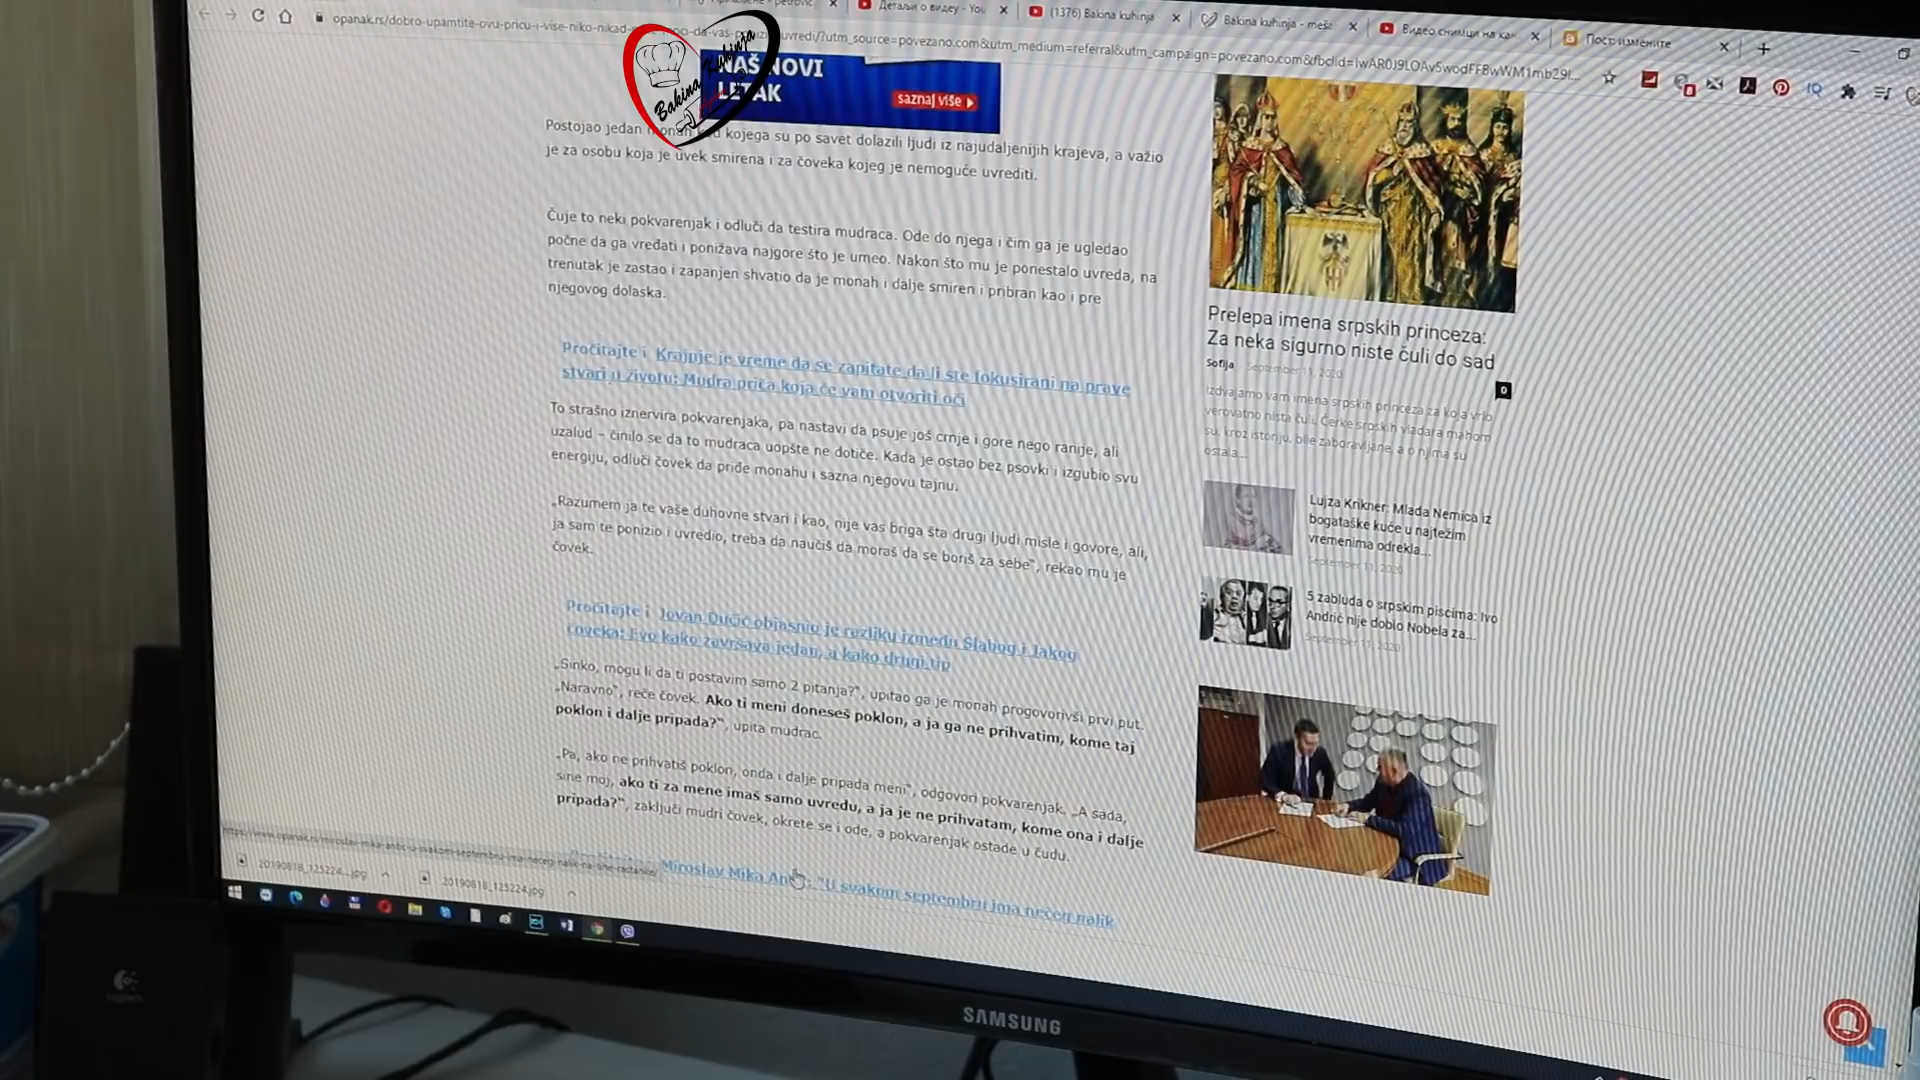 Детаљи о видеу - You
(1376) Bakina kuhinja
Bakina kuhinja - meša
Видео снимци на кан
Пост: измените
opanak.rs/dobro-upamtite-ovu-pricu-i-vise-niko-nikad
uvredi/?utm_source=povezano.com&utm_medium=referral&utm_campaign=povezano.com&fbclid=
NAŠ NOVI
LETAK
saznaj više
Bakina Kuhinja
Postojao jedan monah kod kojega su po savet dolazili ljudi iz najudaljenijih krajeva, a važio
je za osobu koja je uvek smirena i za čoveka kojeg je nemoguće uvrediti.
Čuje to neki pokvarenjak i odluči da testira mudraca. Ode do njega i čim ga je ugledao
počne da ga vređati i ponižava najgore što je umeo. Nakon što mu je ponestalo uvreda, na
trenutak je zastao i zapanjen shvatio da je monah i dalje smiren i pribran kao i pre
njegovog dolaska.
Pročitajte i Krajnje je vreme da se zapitate da li ste fokusirani na prave
stvari u životu: Mudra priča koja će vam otvoriti oči
To strašno iznervira pokvarenjaka, pa nastavi da psuje još crnje i gore nego ranije, ali
uzalud – činilo se da to mudraca uopšte ne dotiče. Kada je ostao bez psovki i izgubio svu
energiju, odluči čovek da priđe monahu i sazna njegovu tajnu.
„Razumem ja te vaše duhovne stvari i kao, nije vas briga šta drugi ljudi misle i govore, ali,
ja sam te ponizio i uvredio, treba da naučiš da moraš da se boriš za sebe“, rekao mu je
čovek.
Pročitajte i Jovan Dučić objasnio je razliku između Slabog i Jakog
čoveka: Evo kako završava jedan, a kako drugi tip
„Sinko, mogu li da ti postavim samo 2 pitanja?“, upitao ga je monah progovorivši prvi put.
„Naravno“, reče čovek. Ako ti meni doneseš poklon, a ja ga ne prihvatim, kome taj
poklon i dalje pripada?“, upita mudrac.
„Pa, ako ne prihvatiš poklon, onda i dalje pripada meni“, odgovori pokvarenjak. „A sada,
sine moj, ako ti za mene imaš samo uvredu, a ja je ne prihvatam, kome ona i dalje
pripada?“, zaključi mudri čovek, okrete se i ode, a pokvarenjak ostade u čudu.
Miroslav Mika Antić: "U svakom septembru ima nečeg nalik
Prelepa imena srpskih princeza:
Za neka sigurno niste čuli do sad
Sofija September 11, 2020
0
Izdvajamo vam imena srpskih princeza za koja vrlo
verovatno nista čuli. Ćerke srpskih vladara mahom
su, kroz istoriju, bile zaboravljane, a o njima su
ostala...
Lujza Krikner: Mlada Nemica iz
bogataške kuće u najtežim
vremenima odrekla...
September 11, 2020
5 zabluda o srpskim piscima: Ivo
Andrić nije dobio Nobela za...
September 11, 2020
https://www.opanak.rs/miroslav-mika-antic-u-svakom-septembru-ima-neceg-nalik-na-tihe-rastanke/
20190818_125224....jpg
20190818_125224.jpg
SAMSUNG